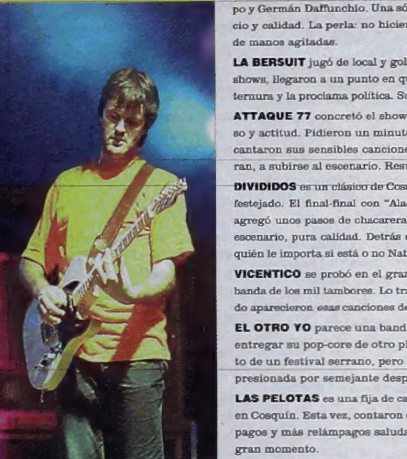 po y Germán Daffunchio. Una só
cio y calidad. La perla: no hicier
de manos agitadas.
LA BERSUIT jugó de local y gol
shows, llegaron a un punto en qu
ternura y la proclama política. Su
ATTAQUE 77 concretó el show
so y actitud. Pidieron un minuto
cantaron sus sensibles cancione
ran, a subirse al escenario. Resu
DIVIDIDOS es un clásico de Cos
festejado. El final-final con "Ala
agregó unos pasos de chacarera
escenario, pura calidad. Detrás
quién le importa si está o no Nat
VICENTICO se probó en el gran
banda de los mil tambores. Lo tra
do aparecieron esas canciones de
EL OTRO YO parece una band
entregar su pop-core de otro pl
to de un festival serrano, pero
presionada por semejante desp
LAS PELOTAS es una fija de ca
en Cosquín. Esta vez, contaron
pagos y más relámpagos saluda
gran momento.